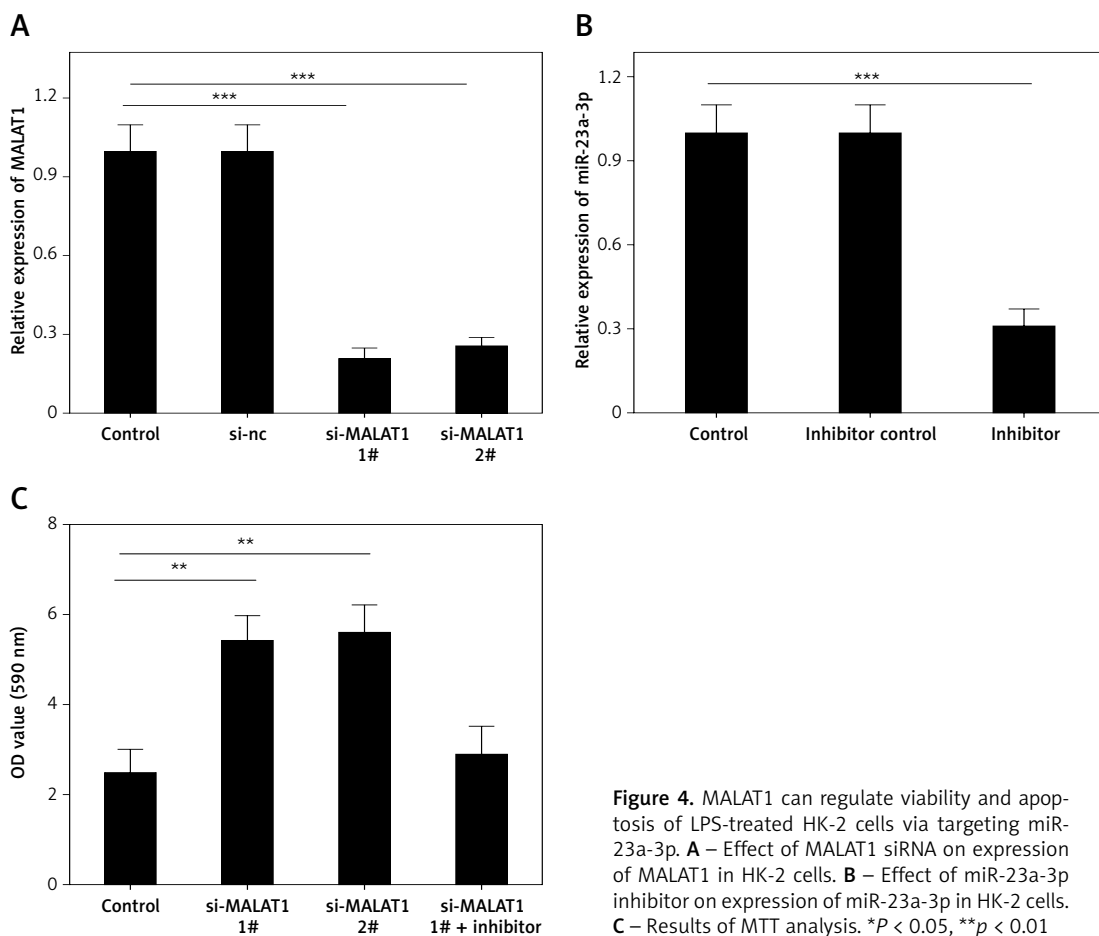 A
Relative expression of MALAT1
1.2
0.9
0.6
0.3
0
***
***
Control
si-nc
si-MALAT1
1#
si-MALAT1
2#
B
Relative expression of miR-23a-3p
1.2
0.9
0.6
0.3
0
***
Control
Inhibitor control
Inhibitor
C
OD value (590 nm)
8
6
4
2
0
**
**
Control
si-MALAT1
1#
si-MALAT1
2#
si-MALAT1
1# + inhibitor
Figure 4. MALAT1 can regulate viability and apop-
tosis of LPS-treated HK-2 cells via targeting miR-
23a-3p. A – Effect of MALAT1 siRNA on expression
of MALAT1 in HK-2 cells. B – Effect of miR-23a-3p
inhibitor on expression of miR-23a-3p in HK-2 cells.
C – Results of MTT analysis. *P < 0.05, **p < 0.01